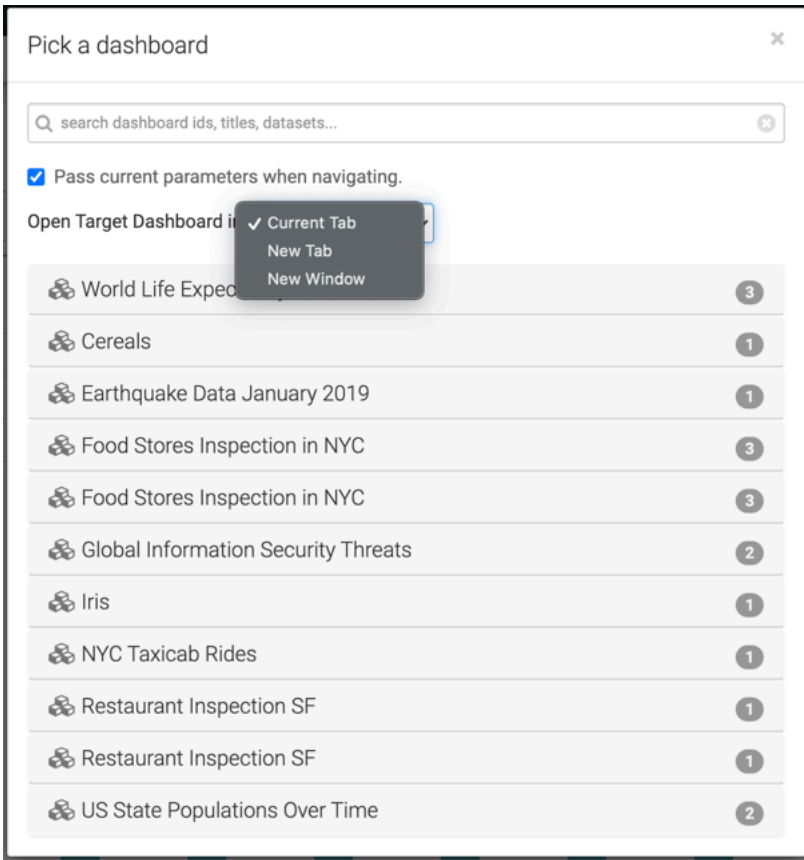 Pick a dashboard
search dashboard ids, titles, datasets...
Pass current parameters when navigating.
Open Target Dashboard
Current Tab
New Tab
New Window
World Life
3
Cereals
1
Earthquake Data January 2019
1
Food Stores Inspection in NYC
3
Food Stores Inspection in NYC
3
Global Information Security Threats
2
Iris
1
NYC Taxicab Rides
1
Restaurant Inspection SF
1
Restaurant Inspection SF
1
US State Populations Over Time
2